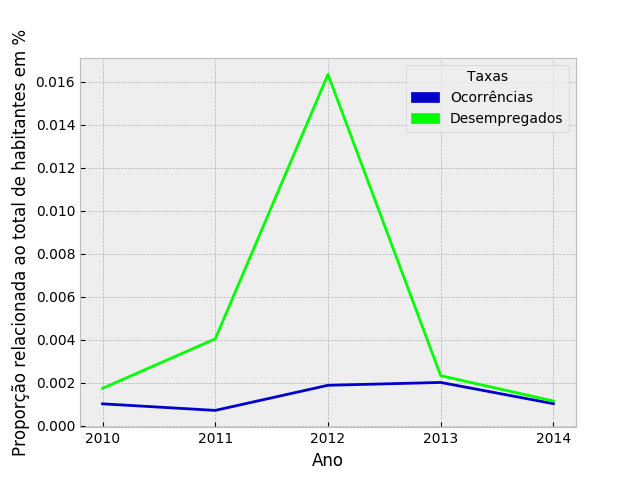 Proporção relacionada ao total de habitantes em %
0.016
0.014
0.012
0.010
0.008
0.006
0.004
0.002
0.000
Taxas
Ocorrências
Desempregados
2010 2011 2012 2013 2014
Ano